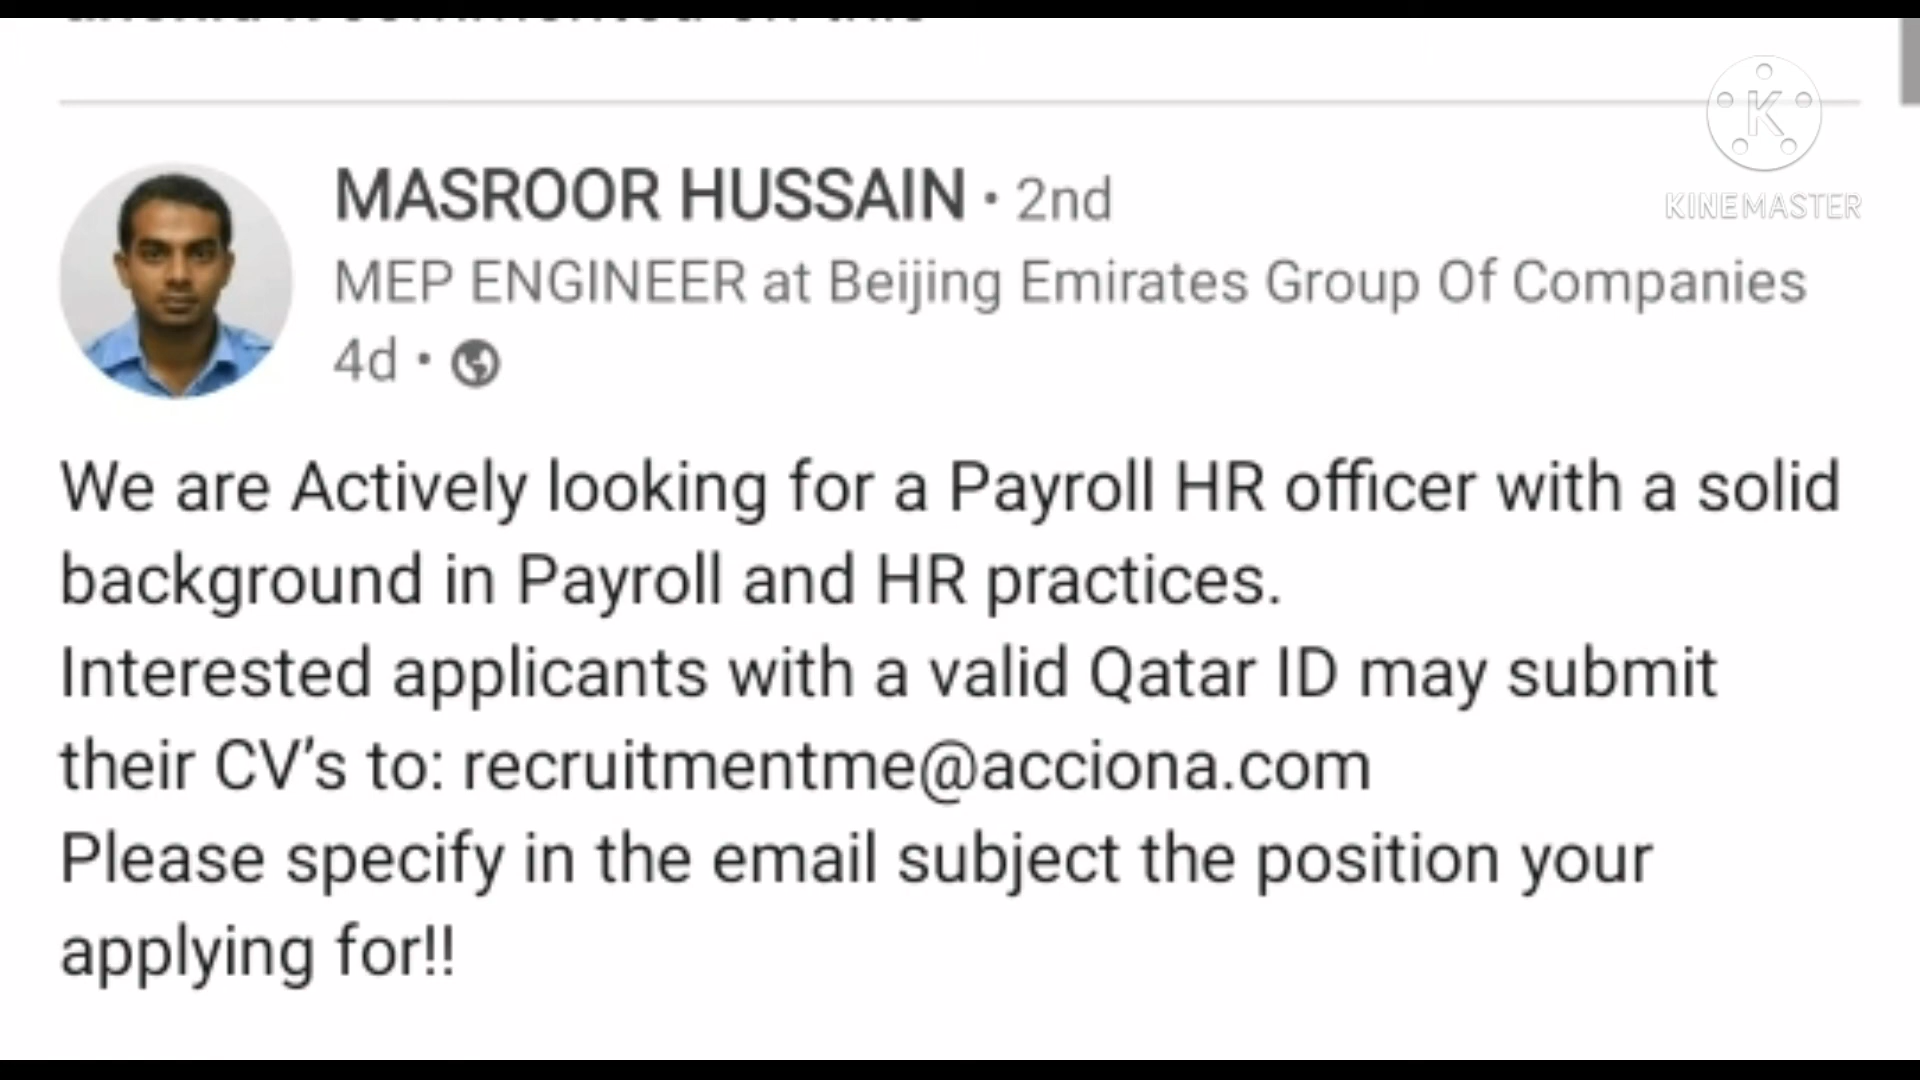 MASROOR HUSSAIN • 2nd
MEP ENGINEER at Beijing Emirates Group Of Companies
4d •
K
KINEMASTER
We are Actively looking for a Payroll HR officer with a solid
background in Payroll and HR practices.
Interested applicants with a valid Qatar ID may submit
their CV's to: recruitmentme@acciona.com
Please specify in the email subject the position your
applying for!!